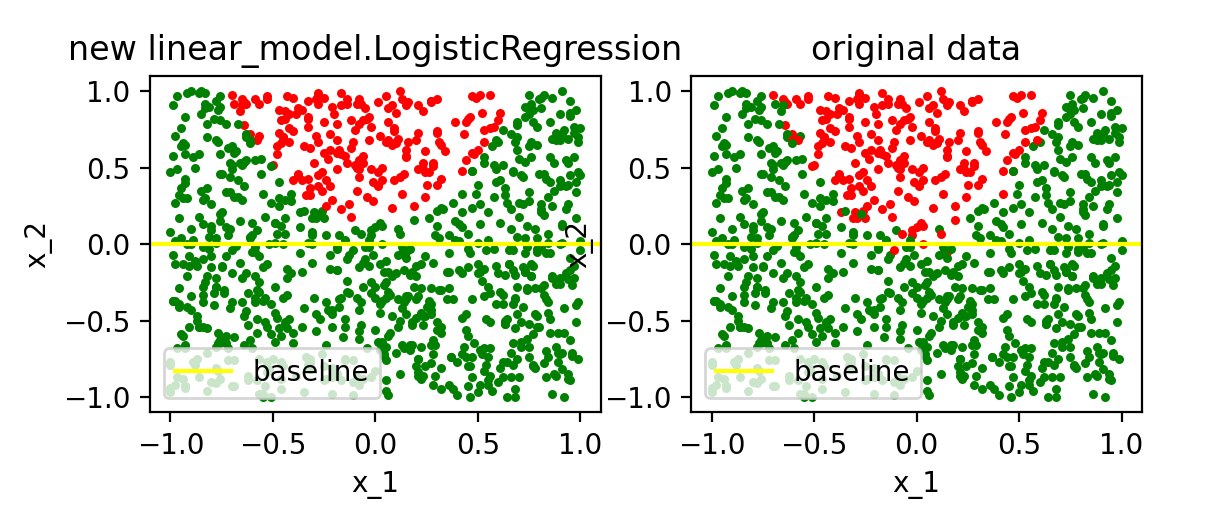 new linear_model.LogisticRegression
x_2
1.0
0.5
0.0
−0.5
−1.0
baseline
−1.0 −0.5 0.0 0.5 1.0
x_1
original data
x_2
1.0
0.5
0.0
−0.5
−1.0
baseline
−1.0 −0.5 0.0 0.5 1.0
x_1